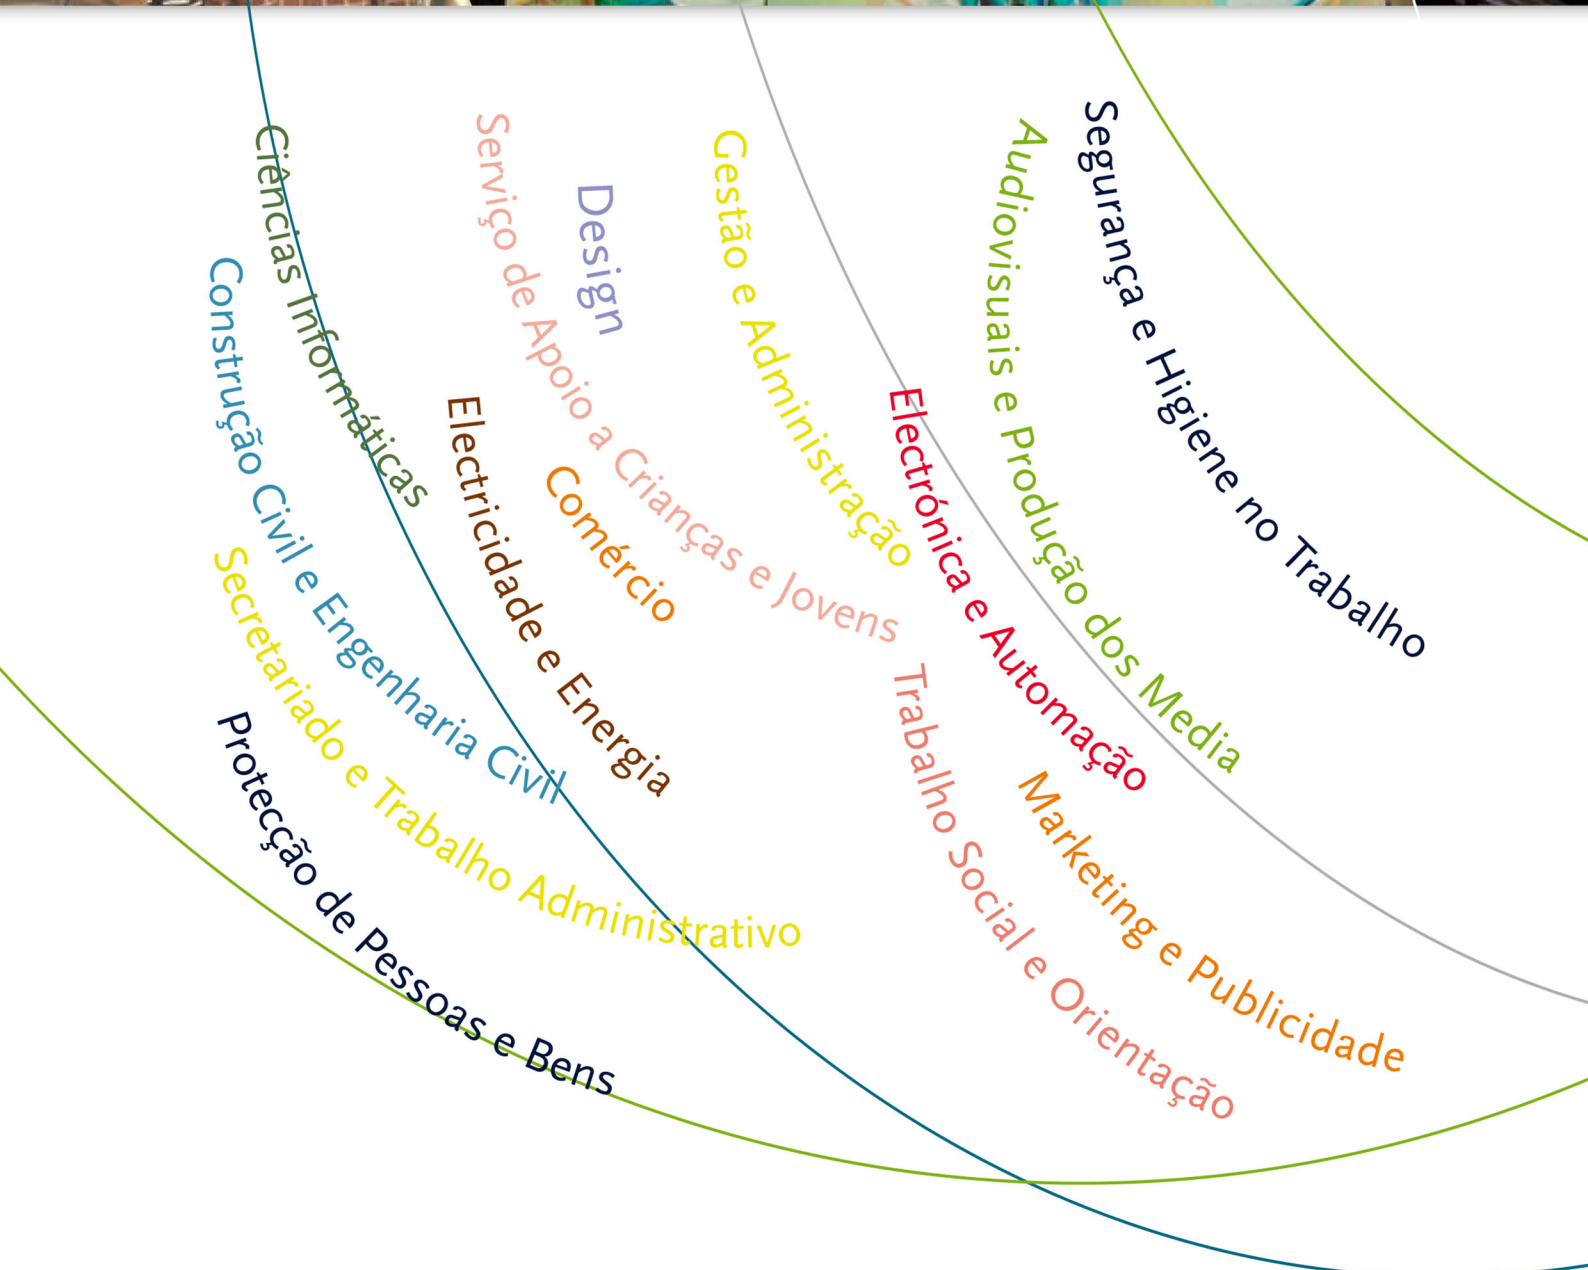 Ciências Informáticas
Construção Civil e Engenharia Civil
Secretariado e Trabalho Administrativo
Protecção de Pessoas e Bens
Serviço de Apoio a Crianças e Jovens
Design
Electricidade e Energia
Comércio
Gestão e Administração
Electrónica e Automação
Audiovisuais e Produção dos Media
Segurança e Higiene no Trabalho
Trabalho Social e Orientação
Marketing e Publicidade